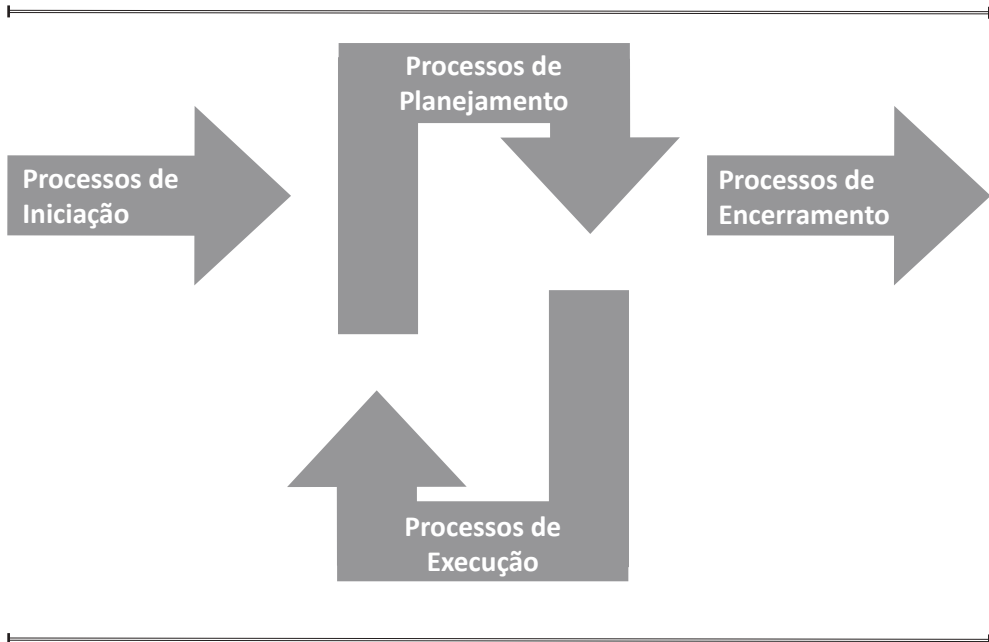 Processos de
Planejamento
Processos de
Iniciação
Processos de
Encerramento
Processos de
Execução